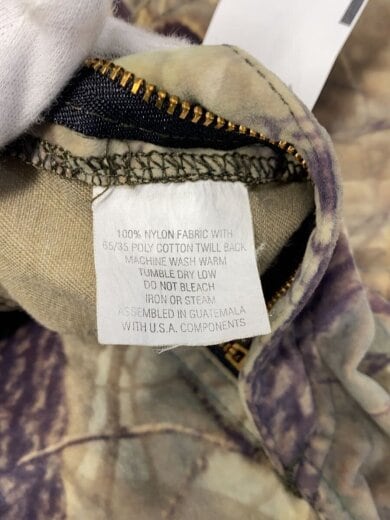 100% NYLON FABRIC WITH
65/35 POLY COTTON TWILL BACK
MACHINE WASH WARM
TUMBLE DRY LOW
DO NOT BLEACH
IRON OR STEAM
ASSEMBLED IN GUATEMALA
WITH U.S.A. COMPONENTS